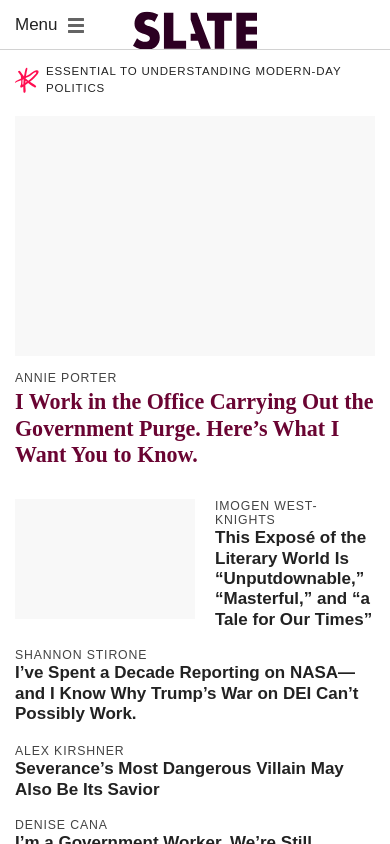 Menu
SLATE
ESSENTIAL TO UNDERSTANDING MODERN-DAY
POLITICS
ANNIE PORTER
I Work in the Office Carrying Out the
Government Purge. Here’s What I
Want You to Know.
IMOGEN WEST-
KNIGHTS
This Exposé of the
Literary World Is
“Unputdownable,”
“Masterful,” and “a
Tale for Our Times”
SHANNON STIRONE
I’ve Spent a Decade Reporting on NASA—
and I Know Why Trump’s War on DEI Can’t
Possibly Work.
ALEX KIRSHNER
Severance’s Most Dangerous Villain May
Also Be Its Savior
DENISE CANA
I’m a Government Worker. We’re Still